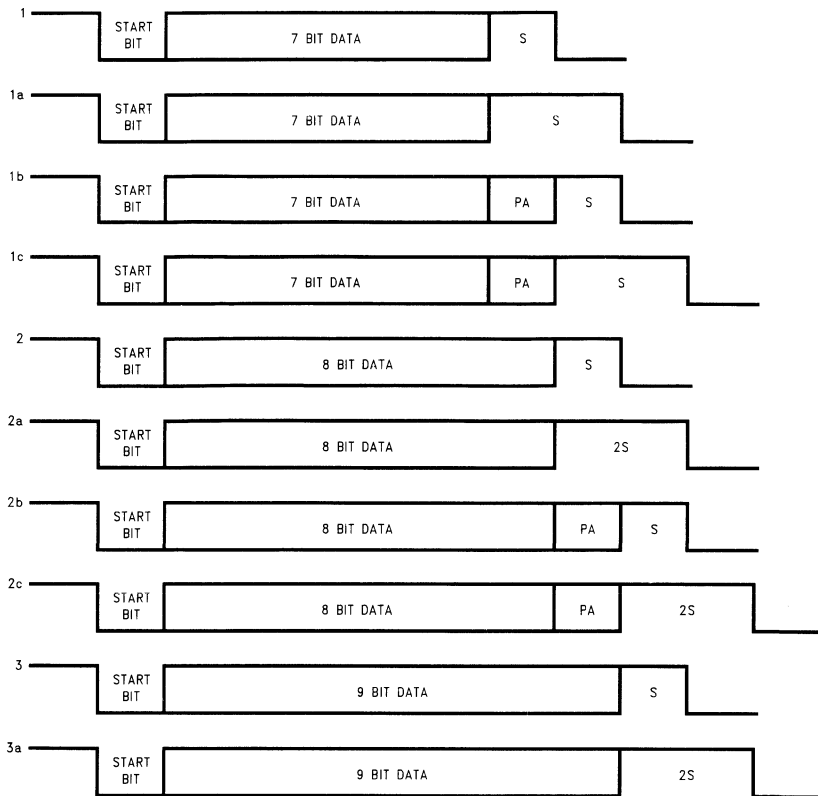 1 START BIT 7 BIT DATA S
1a START BIT 7 BIT DATA S
1b START BIT 7 BIT DATA PA S
1c START BIT 7 BIT DATA PA S
2 START BIT 8 BIT DATA S
2a START BIT 8 BIT DATA 2S
2b START BIT 8 BIT DATA PA S
2c START BIT 8 BIT DATA PA 2S
3 START BIT 9 BIT DATA S
3a START BIT 9 BIT DATA 2S